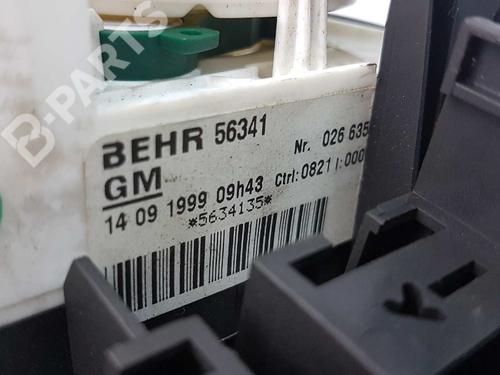 B-PARTS
BEHR 56341
Nr. 026 635
GM
14 09 1999 09h43 Ctrl:0821 I:000
*5634135*